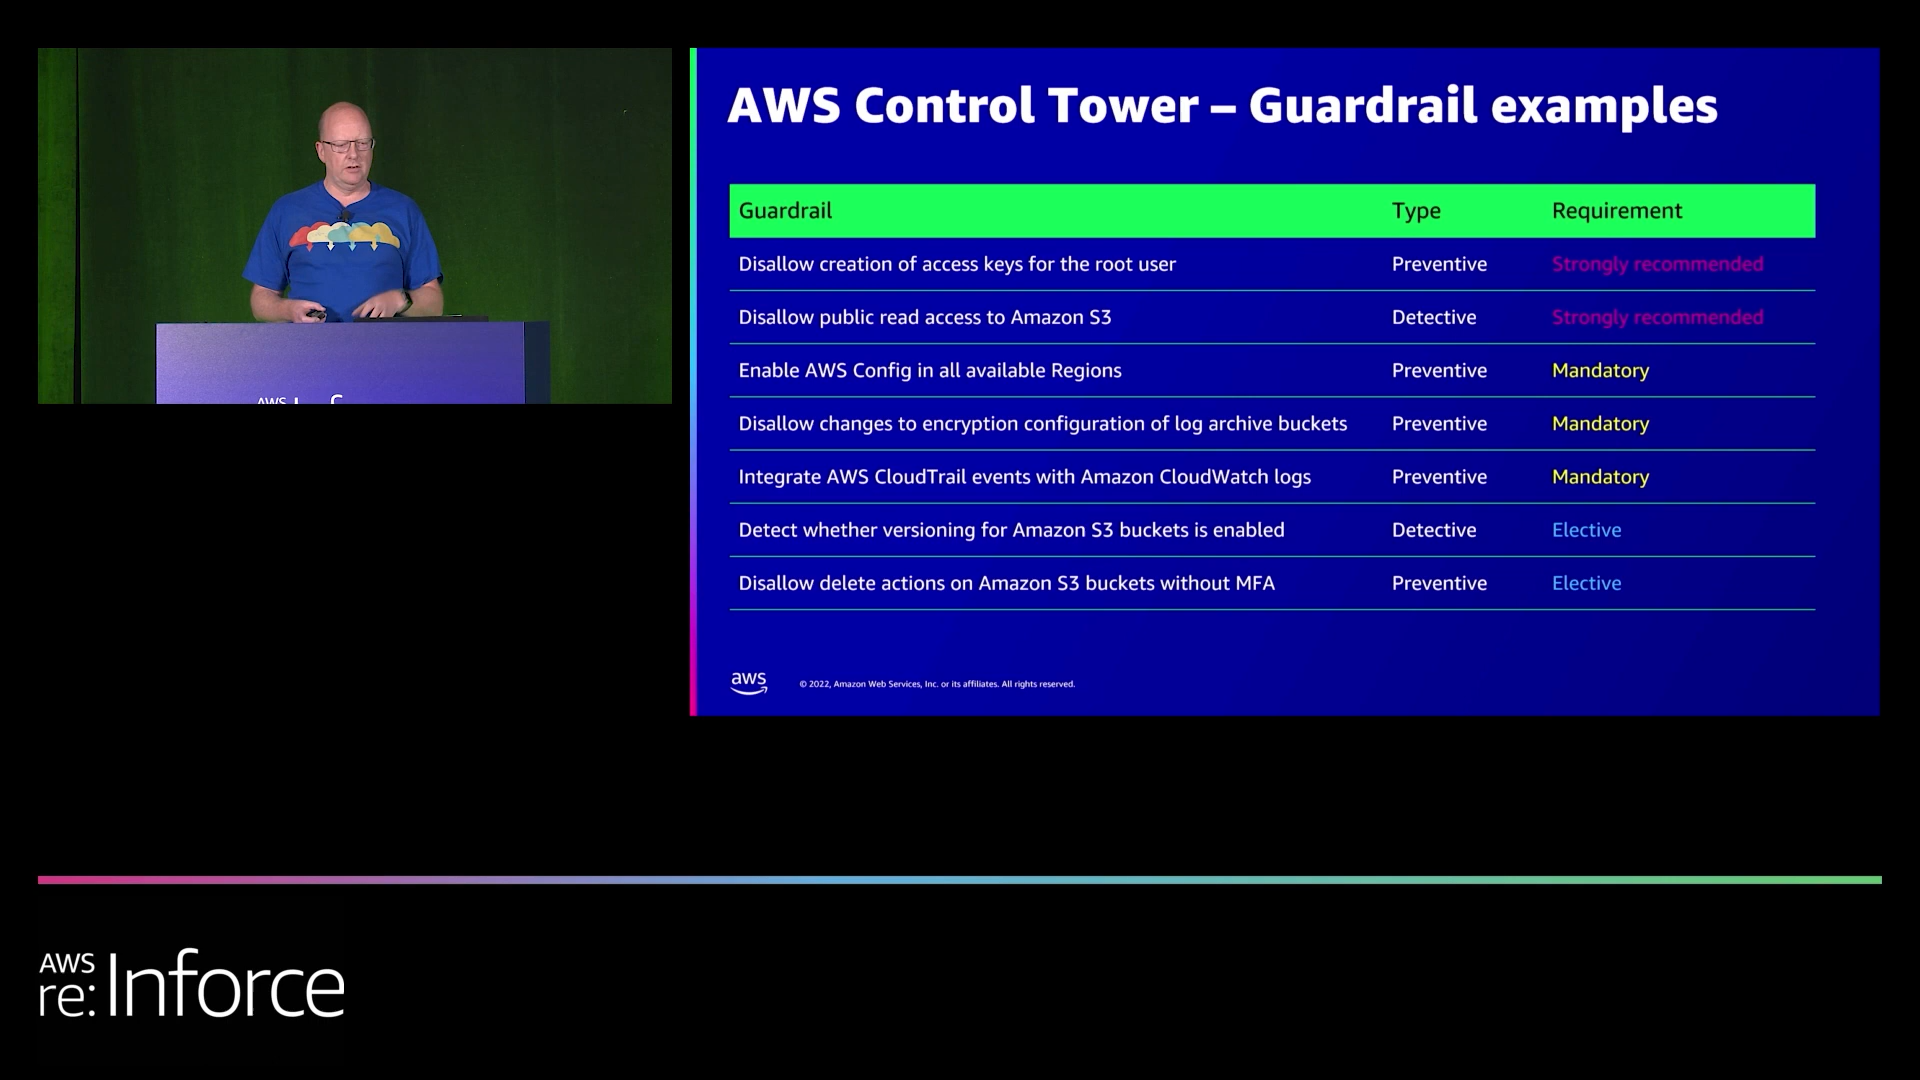 AWS Control Tower – Guardrail examples
Guardrail Type Requirement
Disallow creation of access keys for the root user Preventive Strongly recommended
Disallow public read access to Amazon S3 Detective Strongly recommended
Enable AWS Config in all available Regions Preventive Mandatory
Disallow changes to encryption configuration of log archive buckets Preventive Mandatory
Integrate AWS CloudTrail events with Amazon CloudWatch logs Preventive Mandatory
Detect whether versioning for Amazon S3 buckets is enabled Detective Elective
Disallow delete actions on Amazon S3 buckets without MFA Preventive Elective
aws © 2022, Amazon Web Services, Inc. or its affiliates. All rights reserved.
AWS
AWS
re:Inforce